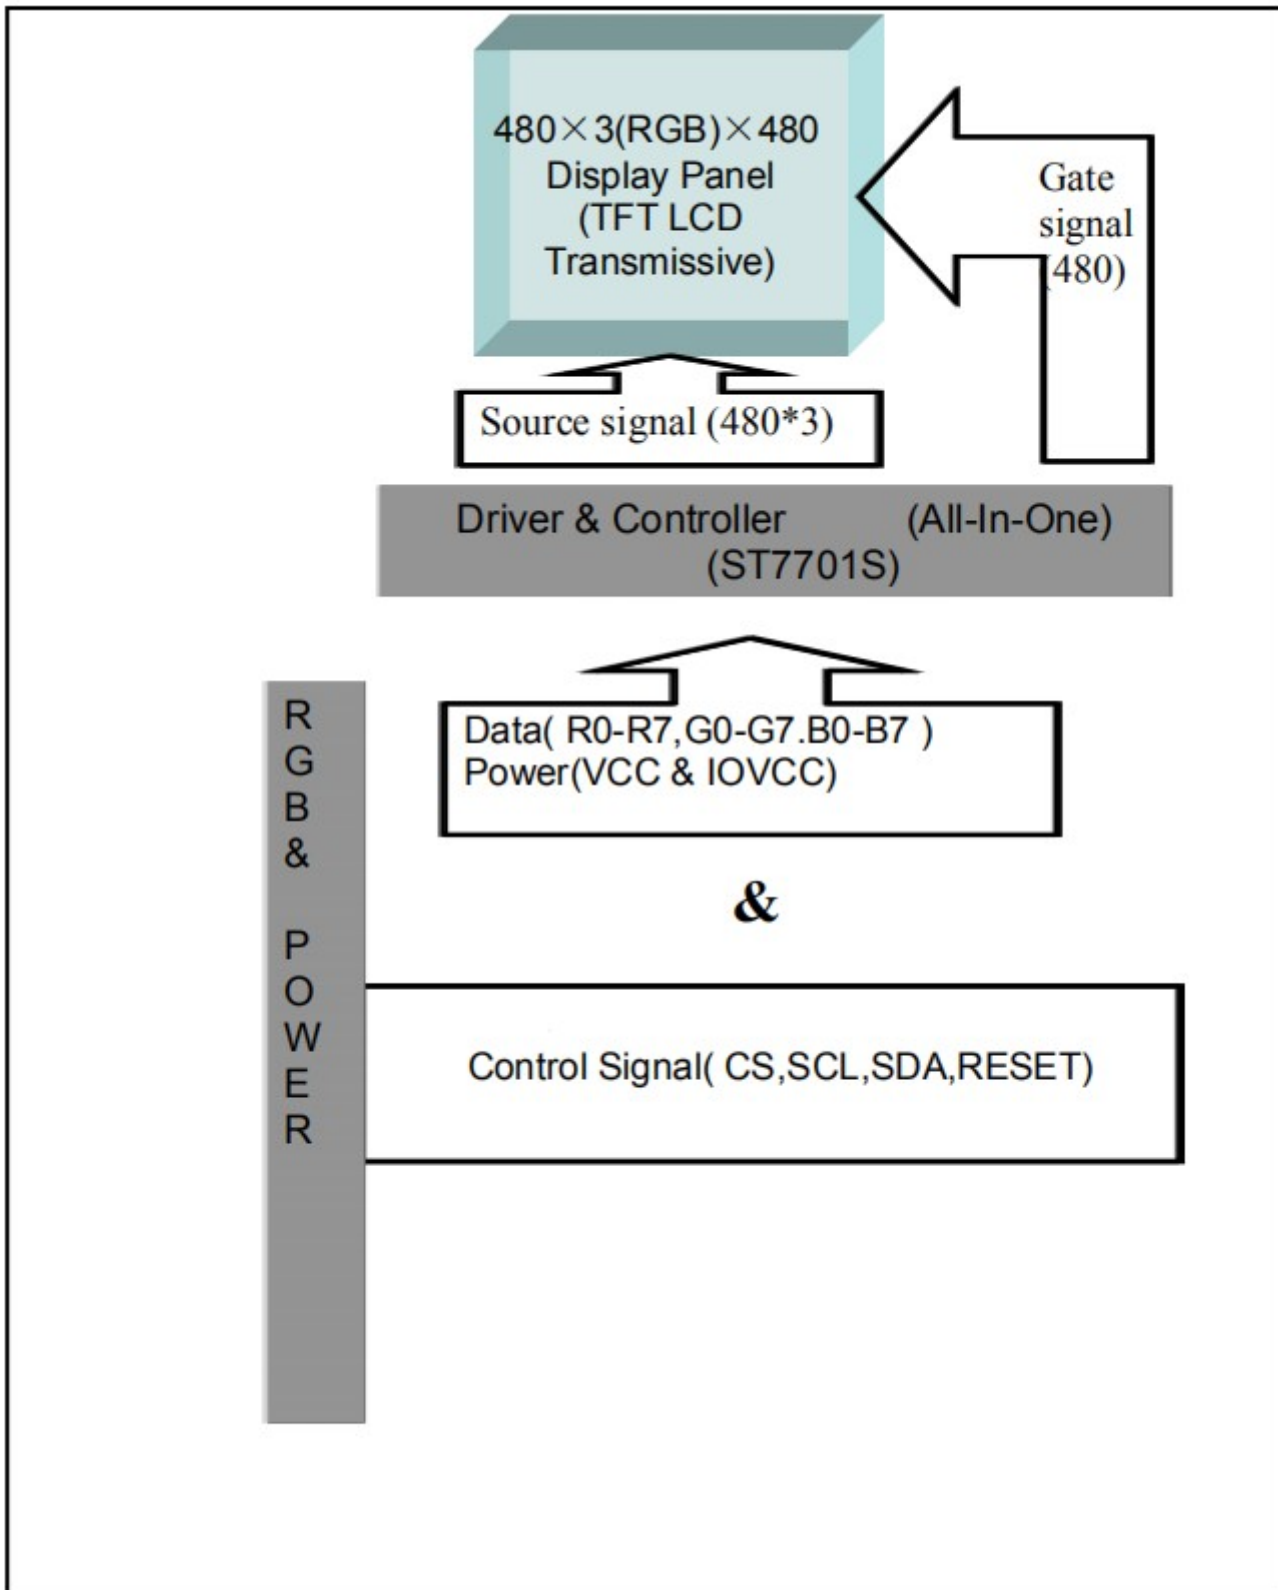 480×3(RGB)×480
Display Panel
(TFT LCD
Transmissive)
Gate
signal
(480)
Source signal (480*3)
Driver & Controller (All-In-One)
(ST7701S)
R
G
B
&
P
O
W
E
R
Data( R0-R7,G0-G7.B0-B7 )
Power(VCC & IOVCC)
&
Control Signal( CS,SCL,SDA,RESET)